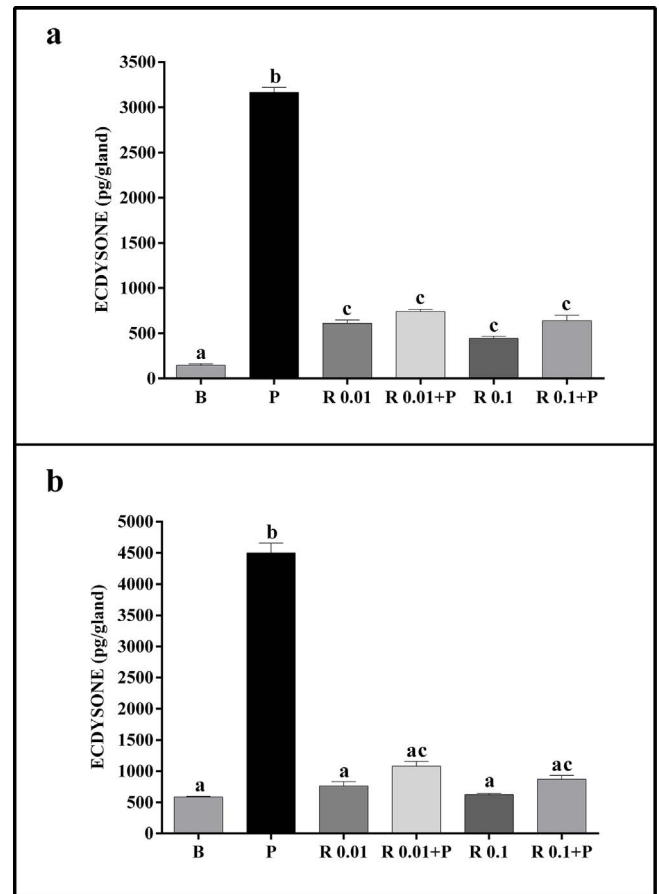 a
3500
3000
2500
2000
1500
1000
500
0
ECDYSONE (pg/gland)
a
b
c
c
c
c
B P R 0.01 R 0.01+P R 0.1 R 0.1+P
b
5000
4500
4000
3500
3000
2500
2000
1500
1000
500
0
ECDYSONE (pg/gland)
a
b
a
ac
a
ac
B P R 0.01 R 0.01+P R 0.1 R 0.1+P